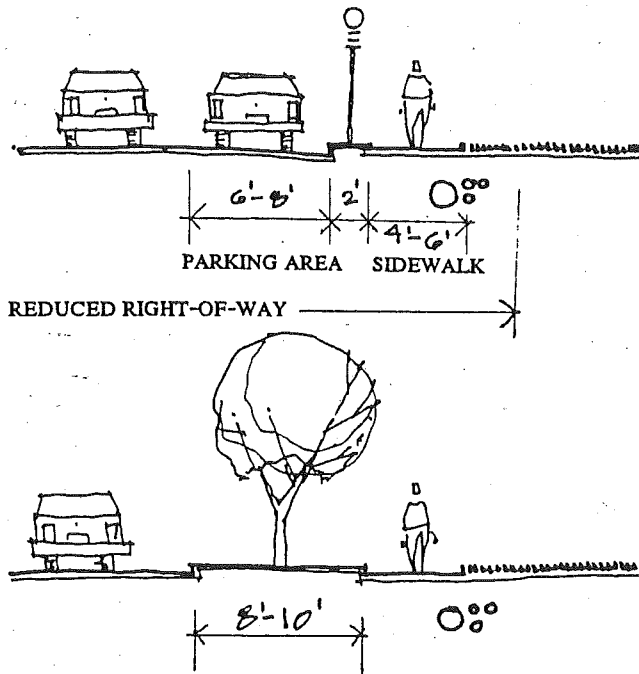 6'-8' 2'
4'-6'
PARKING AREA SIDEWALK
REDUCED RIGHT-OF-WAY
8'-10'